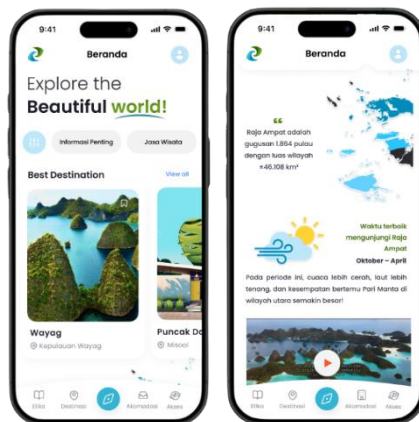 9:41
Beranda
Explore the
Beautiful world!
Informasi Penting
Jasa Wisata
Best Destination
View all
Wayag
Kepulauan Wayag
Puncak Da
Misool
Etika
Destinasi
Akomodasi
Akses
9:41
Beranda
“
Raja Ampat adalah
gugusan 1.864 pulau
dengan luas wilayah
±46.108 km²
Waktu terbaik
mengunjungi Raja
Ampat
Oktober – April
Pada periode ini, cuaca lebih cerah, laut lebih
tenang, dan kesempatan bertemu Pari Manta di
wilayah utara semakin besar!
Etika
Destinasi
Akomodasi
Akses